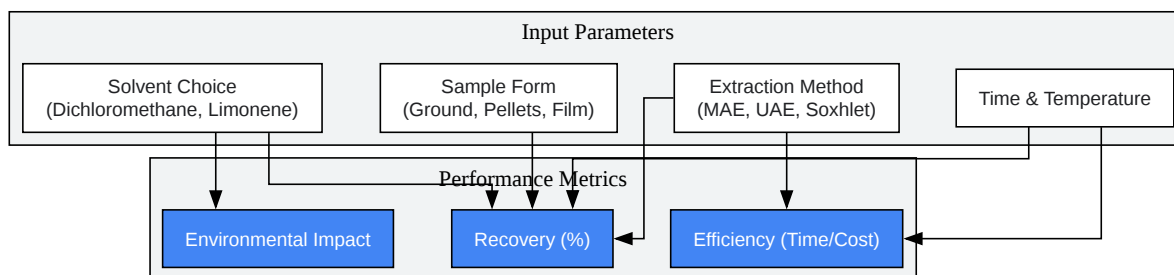 Input Parameters
Solvent Choice
(Dichloromethane, Limonene)
Sample Form
(Ground, Pellets, Film)
Extraction Method
(MAE, UAE, Soxhlet)
Time & Temperature
Performance Metrics
Environmental Impact
Recovery (%)
Efficiency (Time/Cost)